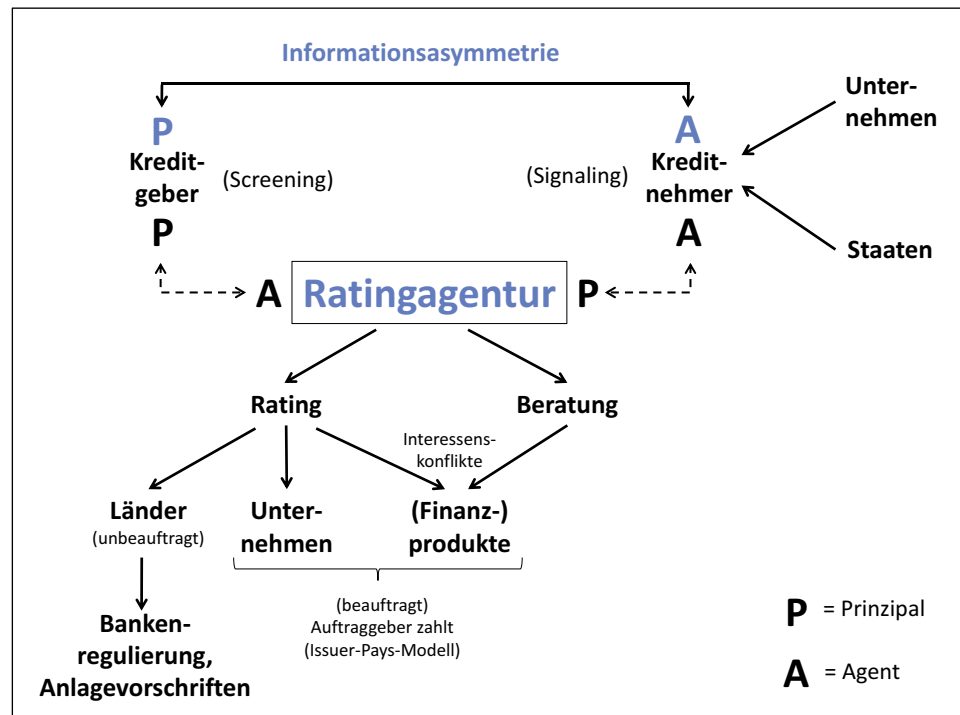 Informationsasymmetrie
P
Kredit-
geber
(Screening)
P
A
(Signaling)
Kredit-
nehmer
A
Unter-
nehmen
Staaten
A
Ratingagentur
P
Rating
Beratung
Interessens-
konflikte
Länder
(unbeauftragt)
Unter-
nehmen
(Finanz-)
produkte
(beauftragt)
Auftraggeber zahlt
(Issuer-Pays-Modell)
Banken-
regulierung,
Anlagevorschriften
P = Prinzipal
A = Agent